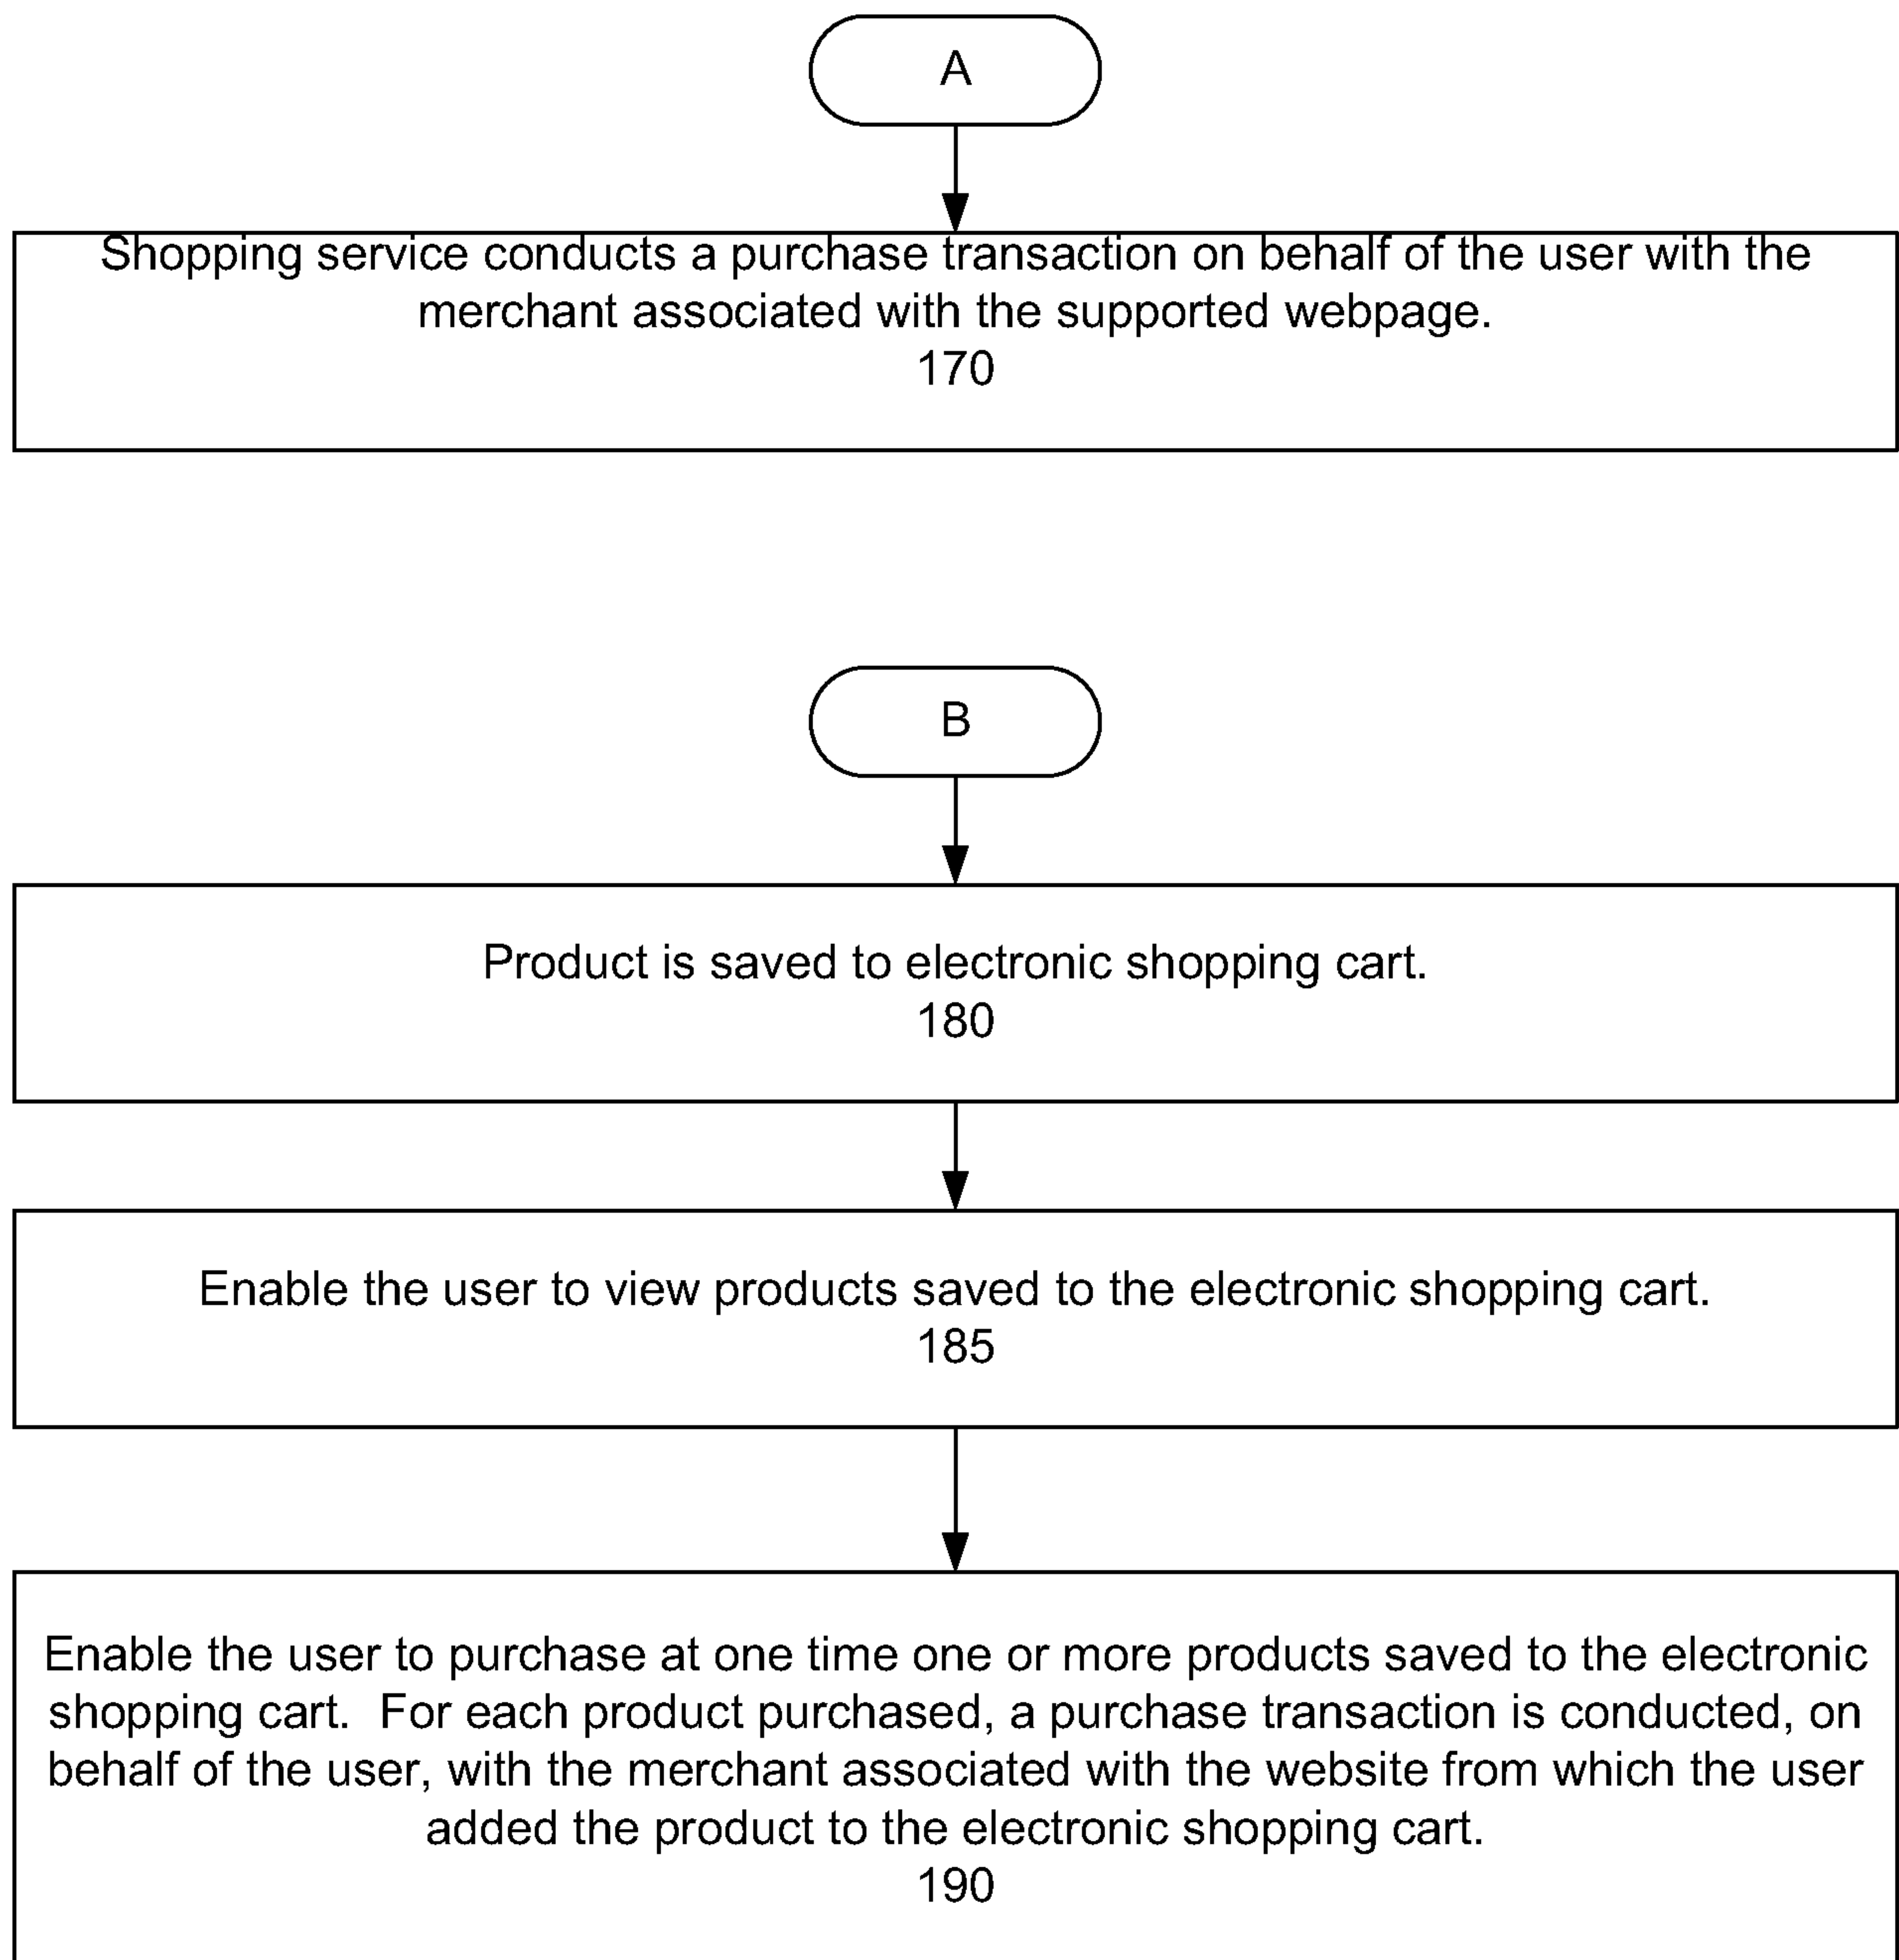 A
Shopping service conducts a purchase transaction on behalf of the user with the
merchant associated with the supported webpage.
170
B
Product is saved to electronic shopping cart.
180
Enable the user to view products saved to the electronic shopping cart.
185
Enable the user to purchase at one time one or more products saved to the electronic
shopping cart.  For each product purchased, a purchase transaction is conducted, on
behalf of the user, with the merchant associated with the website from which the user
added the product to the electronic shopping cart.
190